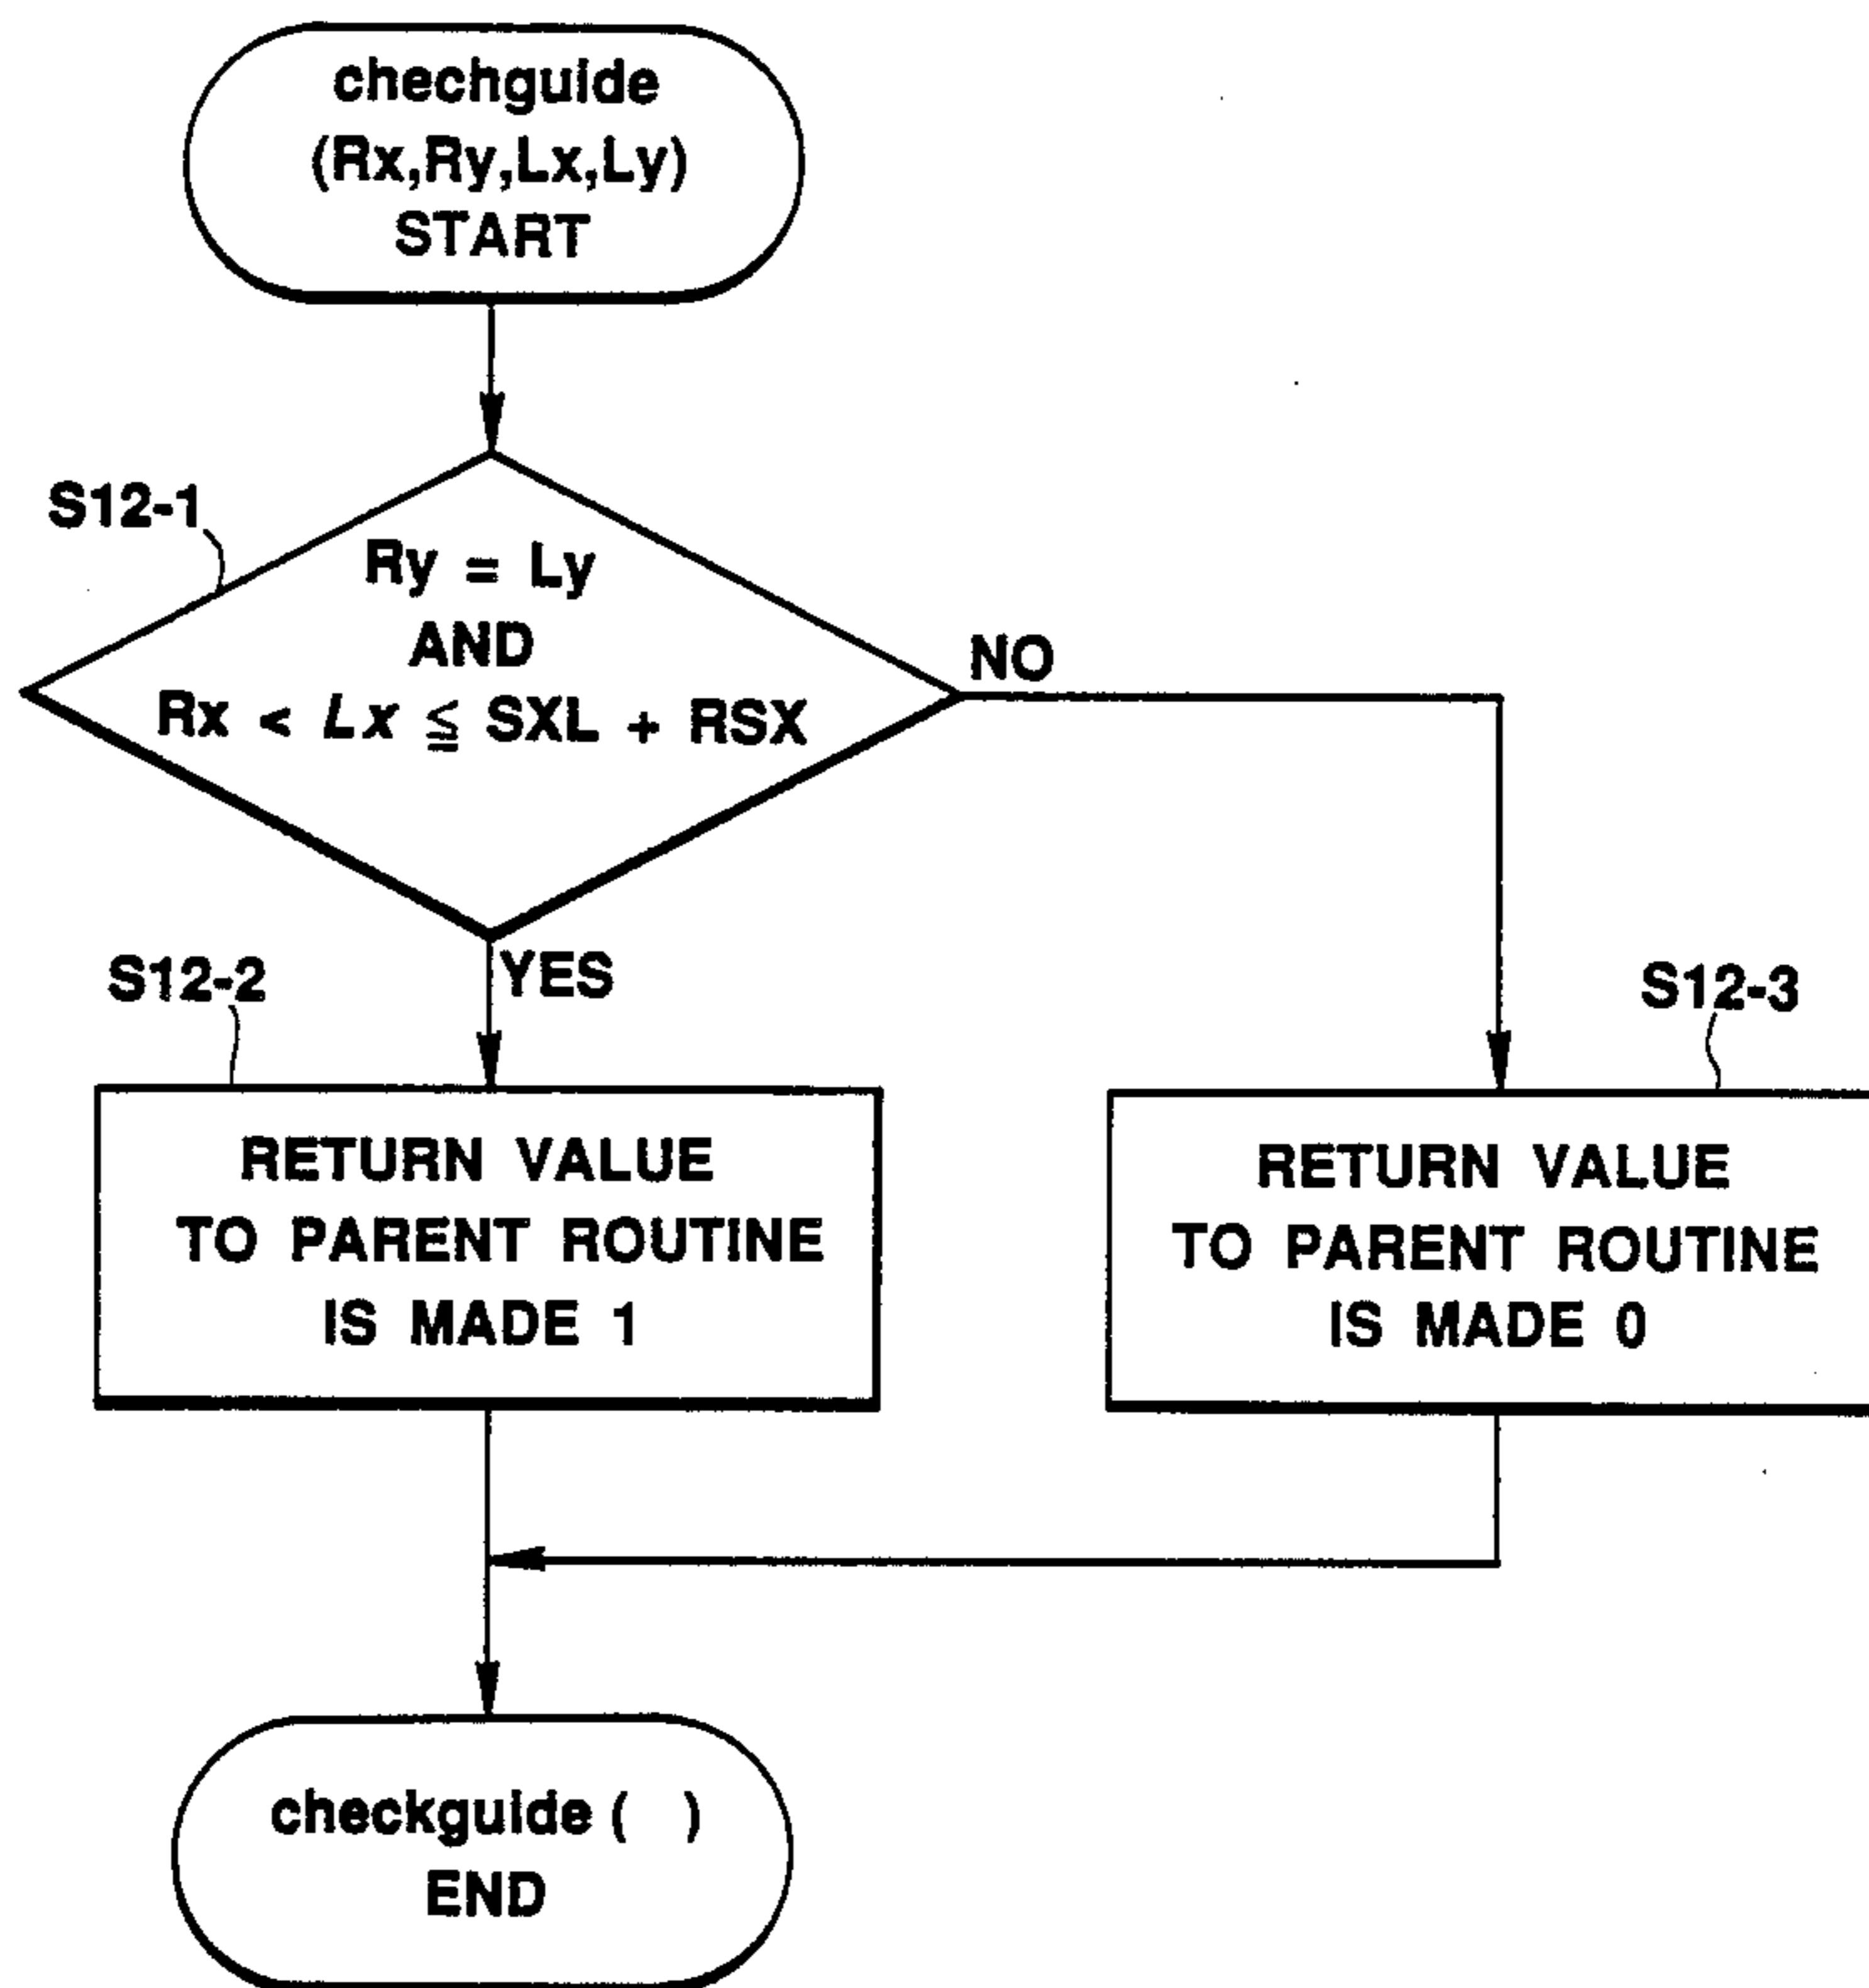 chechguide
(Rx,Ry,Lx,Ly)
START
S12-1
Ry = Ly
AND
Rx < Lx ≦ SXL + RSX
NO
YES
S12-2
RETURN VALUE
TO PARENT ROUTINE
IS MADE 1
S12-3
RETURN VALUE
TO PARENT ROUTINE
IS MADE 0
checkguide ( )
END